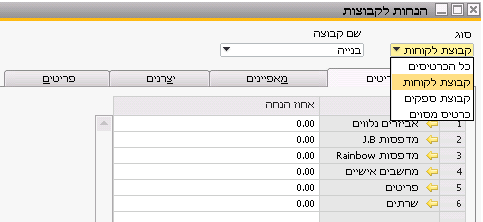 הנחות לקבוצות
סוג
שם קבוצה
קבוצת לקוחות
בנייה
כל הכרטיסים
קבוצת לקוחות
קבוצת ספקים
כרטיס מסוים
ריטים
מאפיינים
יצרנים
פריטים
אחוז הנחה
1 אביזרים נלווים 0.00
2 מדפסות J.B 0.00
3 מדפסות Rainbow 0.00
4 מחשבים אישיים 0.00
5 פריטים 0.00
6 שרתים 0.00